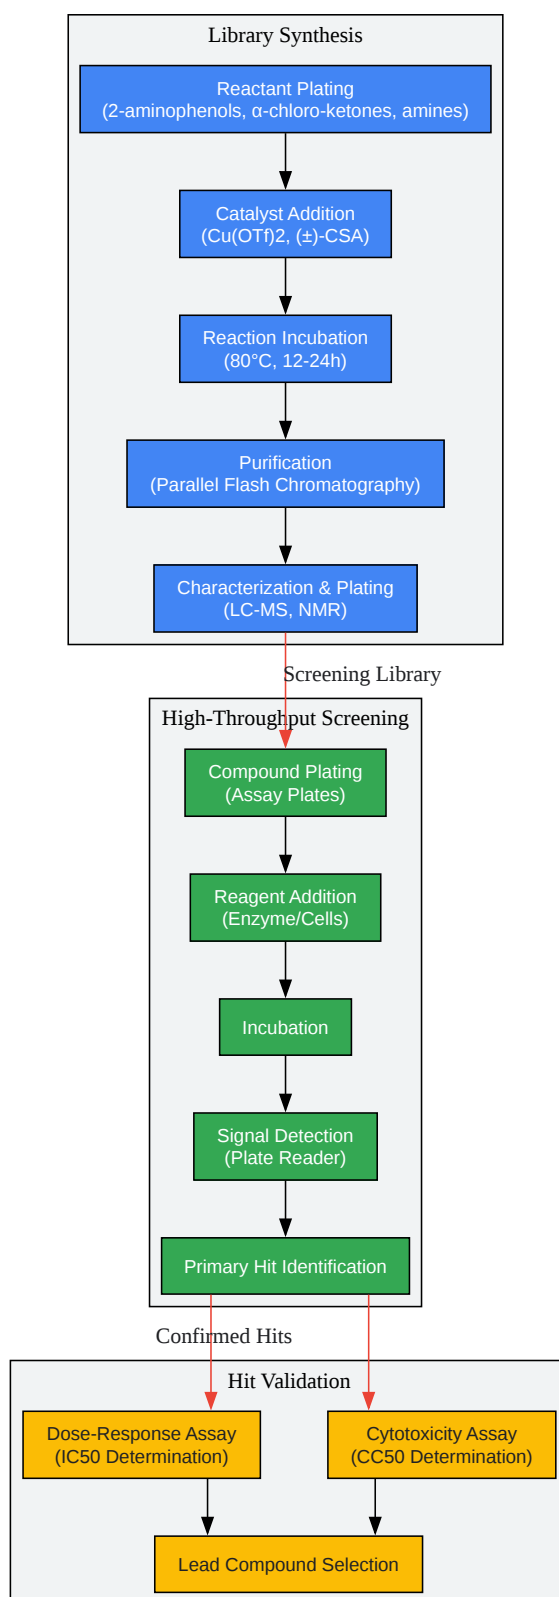 Library Synthesis
Reactant Plating
(2-aminophenols, α-chloro-ketones, amines)
Catalyst Addition
(Cu(OTf)2, (±)-CSA)
Reaction Incubation
(80°C, 12-24h)
Purification
(Parallel Flash Chromatography)
Characterization & Plating
(LC-MS, NMR)
Screening Library
High-Throughput Screening
Compound Plating
(Assay Plates)
Reagent Addition
(Enzyme/Cells)
Incubation
Signal Detection
(Plate Reader)
Primary Hit Identification
Confirmed Hits
Hit Validation
Dose-Response Assay
(IC50 Determination)
Cytotoxicity Assay
(CC50 Determination)
Lead Compound Selection